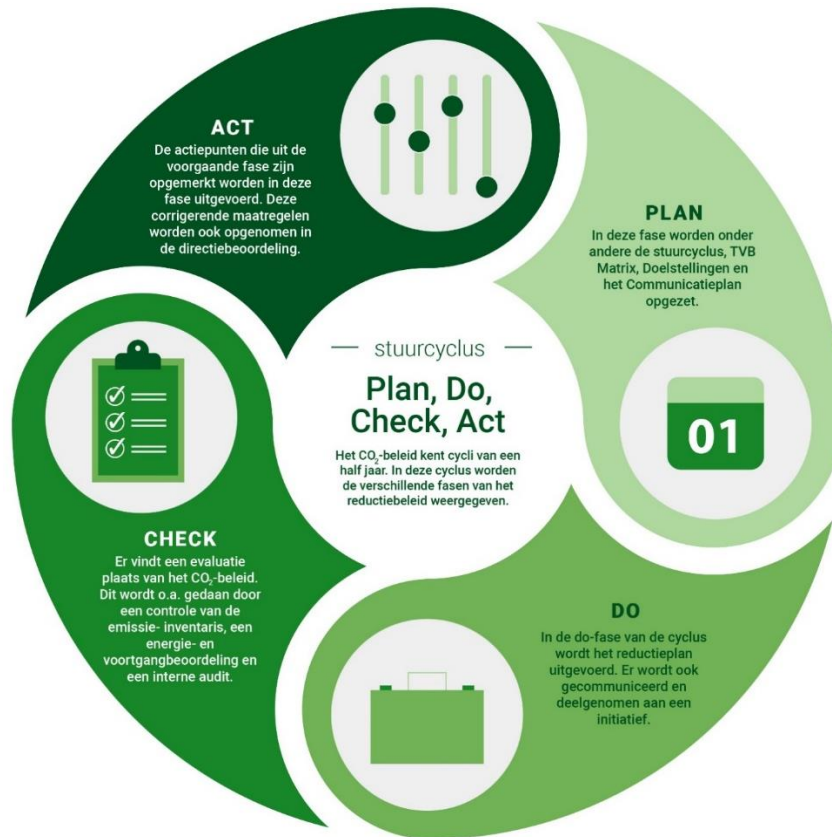 stuurcyclus
Plan, Do,
Check, Act
Het CO₂-beleid kent cycli van een
half jaar. In deze cyclus worden
de verschillende fasen van het
reductiebeleid weergegeven.
PLAN
In deze fase worden onder
andere de stuurcyclus, TVB
Matrix, Doelstellingen en
het Communicatieplan
opgezet.
01
DO
In de do-fase van de cyclus
wordt het reductieplan
uitgevoerd. Er wordt ook
gecommuniceerd en
deelgenomen aan een
initiatief.
CHECK
Er vindt een evaluatie
plaats van het CO₂-beleid.
Dit wordt o.a. gedaan door
een controle van de
emissie- inventaris, een
energie- en
voortgangbeoordeling en
een interne audit.
ACT
De actiepunten die uit de
voorgaande fase zijn
opgemerkt worden in deze
fase uitgevoerd. Deze
corrigerende maatregelen
worden ook opgenomen in
de directiebeoordeling.